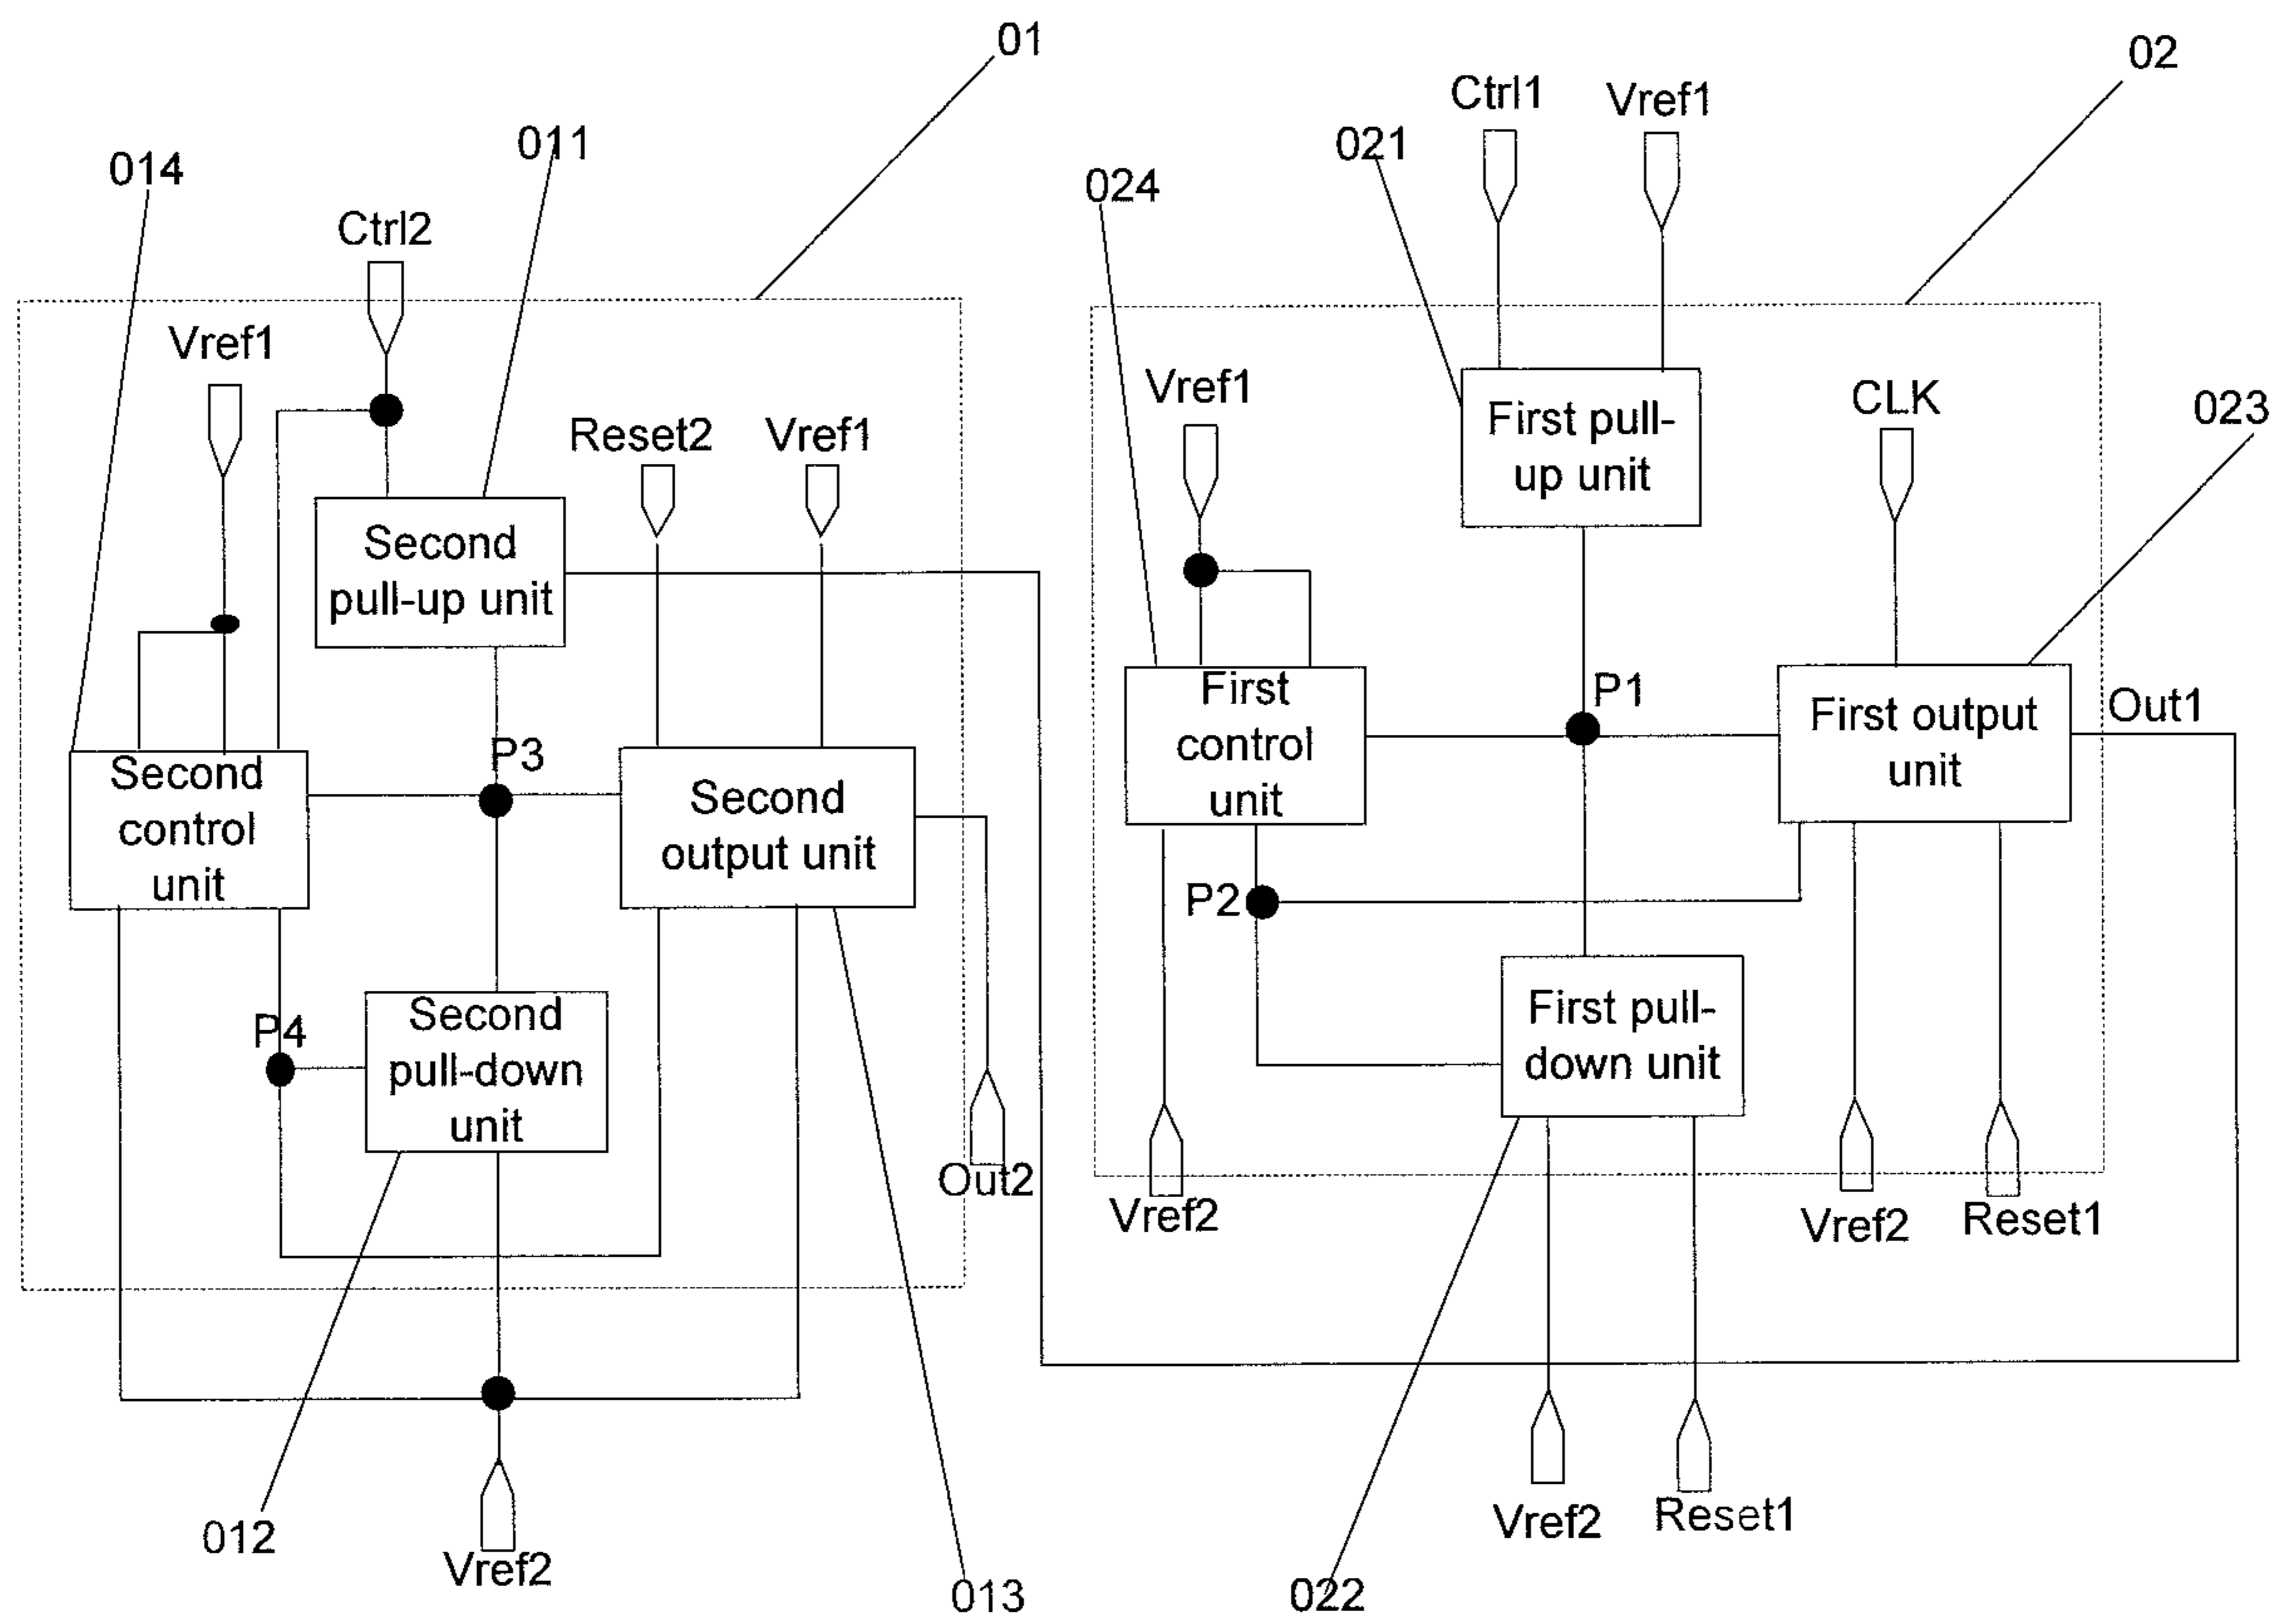 01
02
Ctrl1
Vref1
011
021
014
024
Ctrl2
Vref1
Vref1
CLK
023
Reset2
Vref1
First pull-
up unit
Second
pull-up unit
P1
First
control
unit
First output
unit
Out1
P3
Second
control
unit
Second
output unit
P2
Second
pull-down
unit
P4
First pull-
down unit
Out2
Vref2
Vref2
Reset1
012
Vref2
013
Vref2
Reset1
022